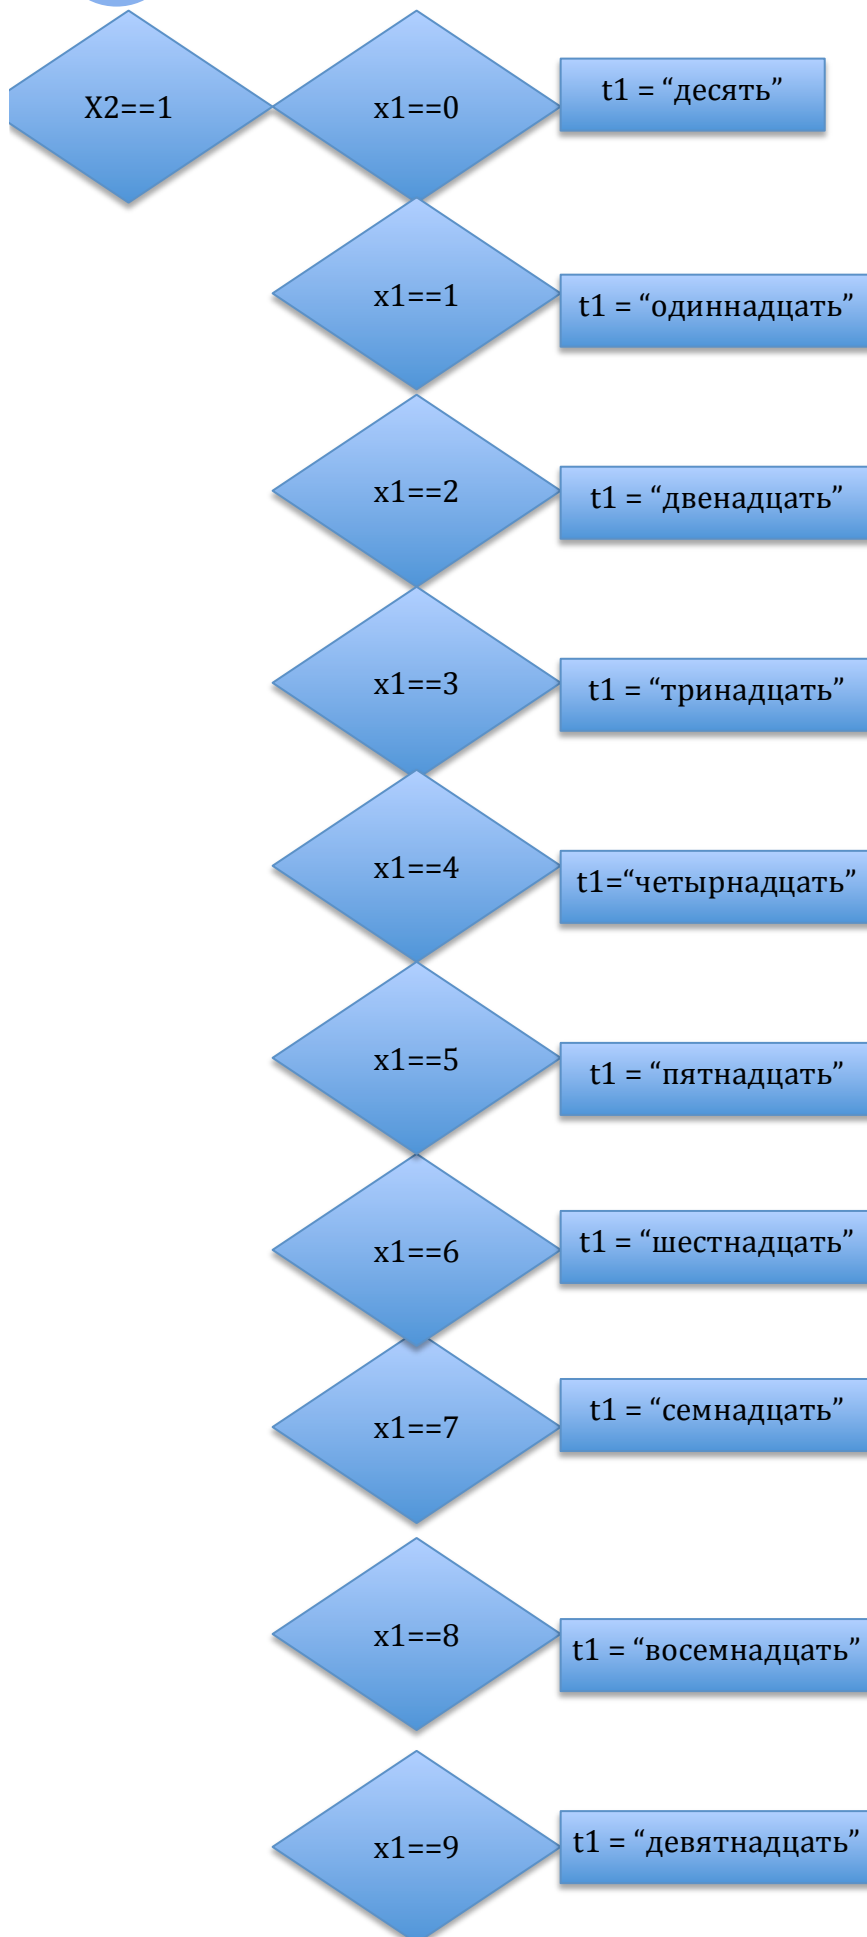 X2==1
x1==0
t1 = “десять”
x1==1
t1 = “одиннадцать”
x1==2
t1 = “двенадцать”
x1==3
t1 = “тринадцать”
x1==4
t1=“четырнадцать”
x1==5
t1 = “пятнадцать”
x1==6
t1 = “шестнадцать”
x1==7
t1 = “семнадцать”
x1==8
t1 = “восемнадцать”
x1==9
t1 = “девятнадцать”